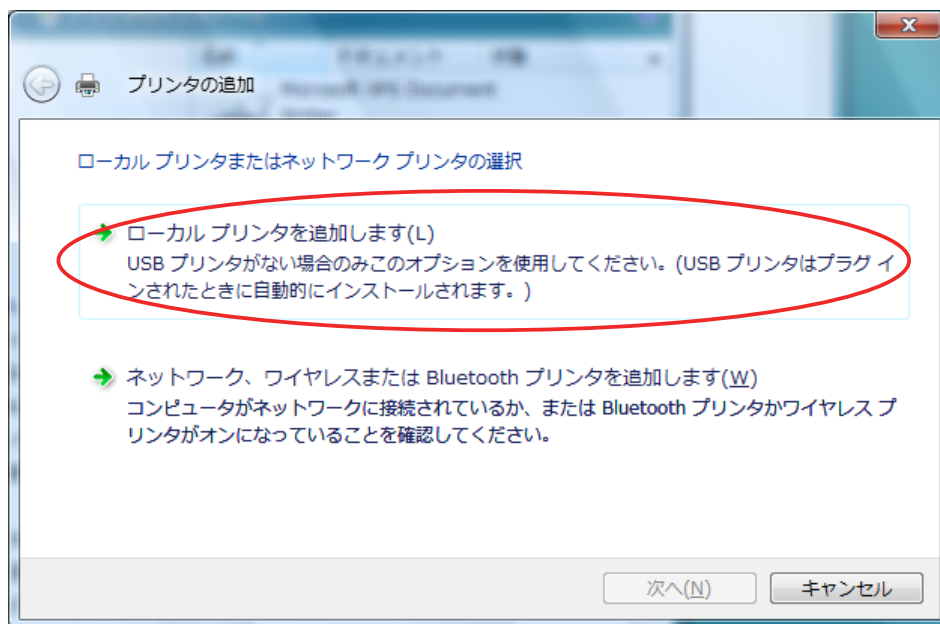 プリンタの追加
Microsoft XPS Document
ローカル プリンタまたはネットワーク プリンタの選択
ローカル プリンタを追加します(L)
USB プリンタがない場合のみこのオプションを使用してください。(USB プリンタはプラグ イ
ンされたときに自動的にインストールされます。)
ネットワーク、ワイヤレスまたは Bluetooth プリンタを追加します(W)
コンピュータがネットワークに接続されているか、または Bluetooth プリンタかワイヤレス プ
リンタがオンになっていることを確認してください。
次へ(N)
キャンセル